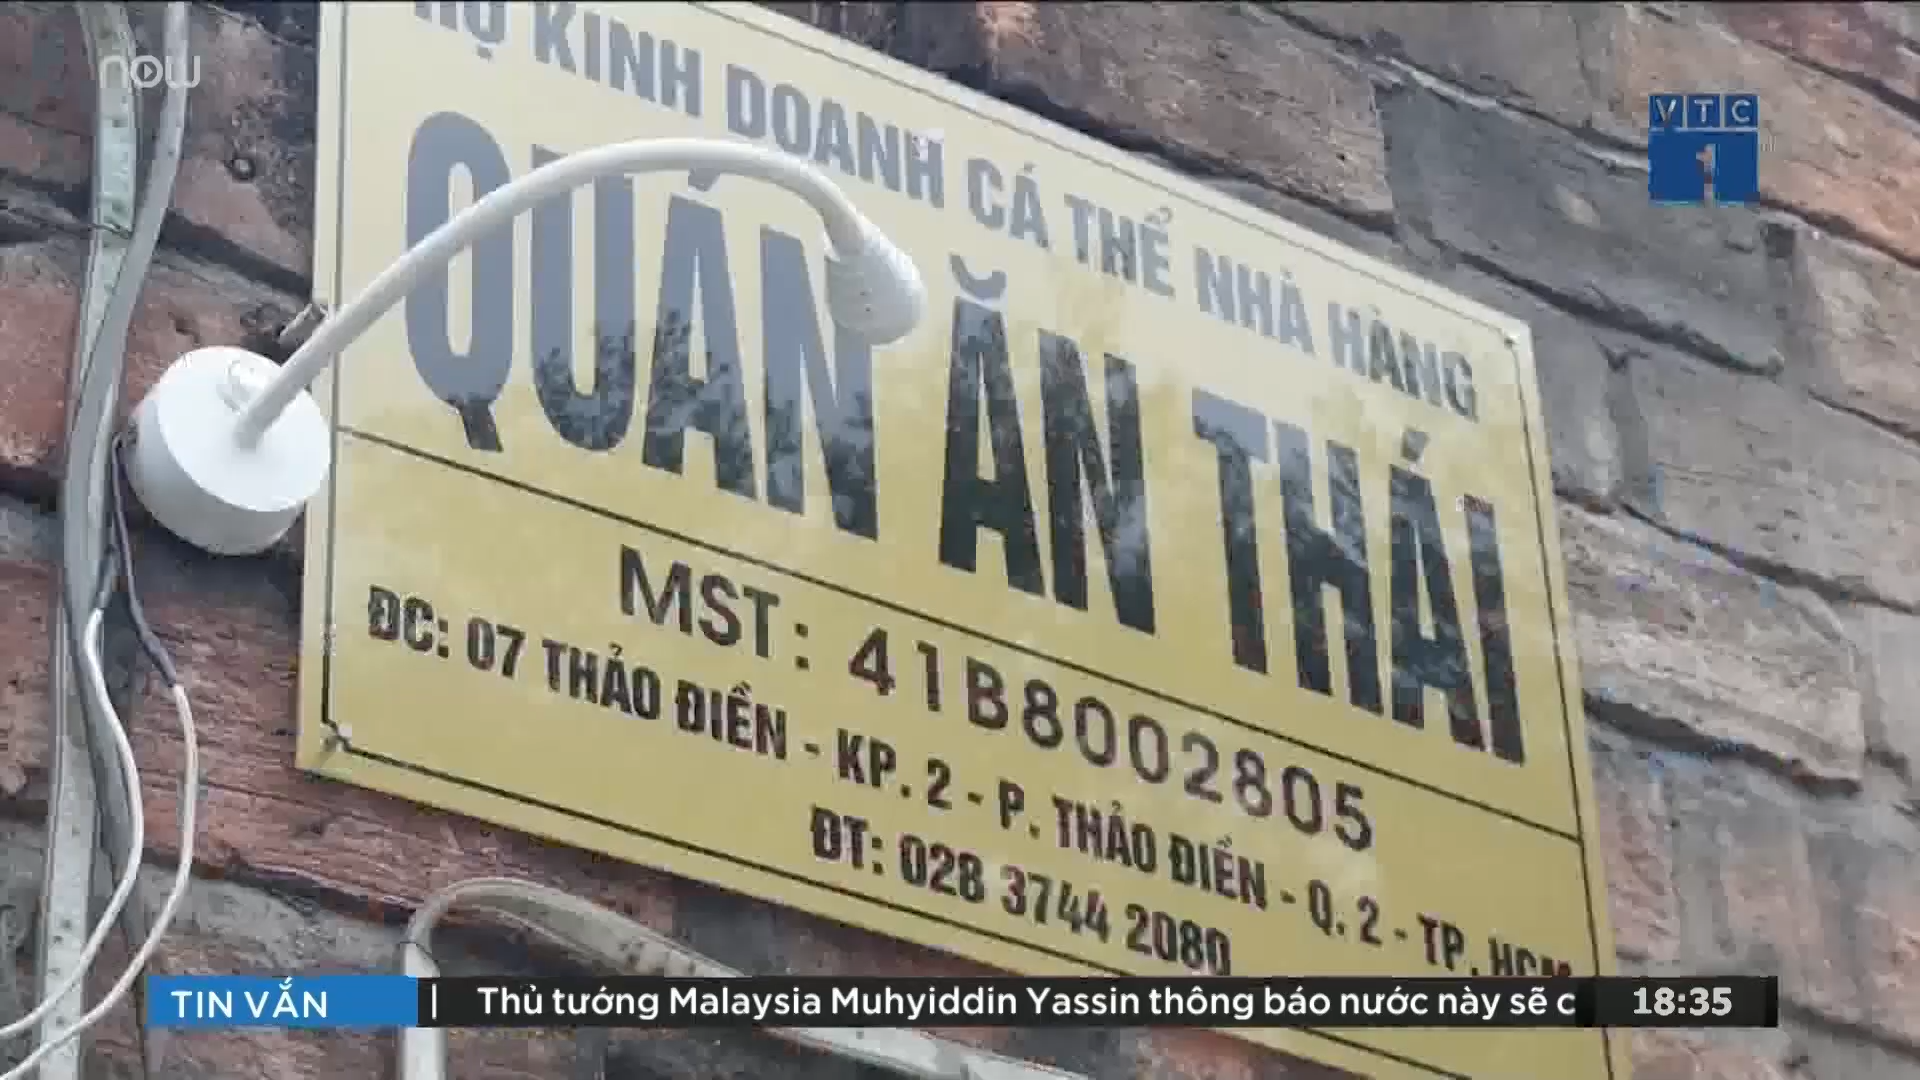 now
VTC
1
HỘ KINH DOANH CÁ THỂ NHÀ HÀNG
QUÁN ĂN THÁI
MST: 41B8002805
ĐC: 07 THẢO ĐIỀN - KP. 2 - P. THẢO ĐIỀN - Q. 2 - TP. HCM
ĐT: 028 3744 2080
TIN VẮN | Thủ tướng Malaysia Muhyiddin Yassin thông báo nước này sẽ c 18:35